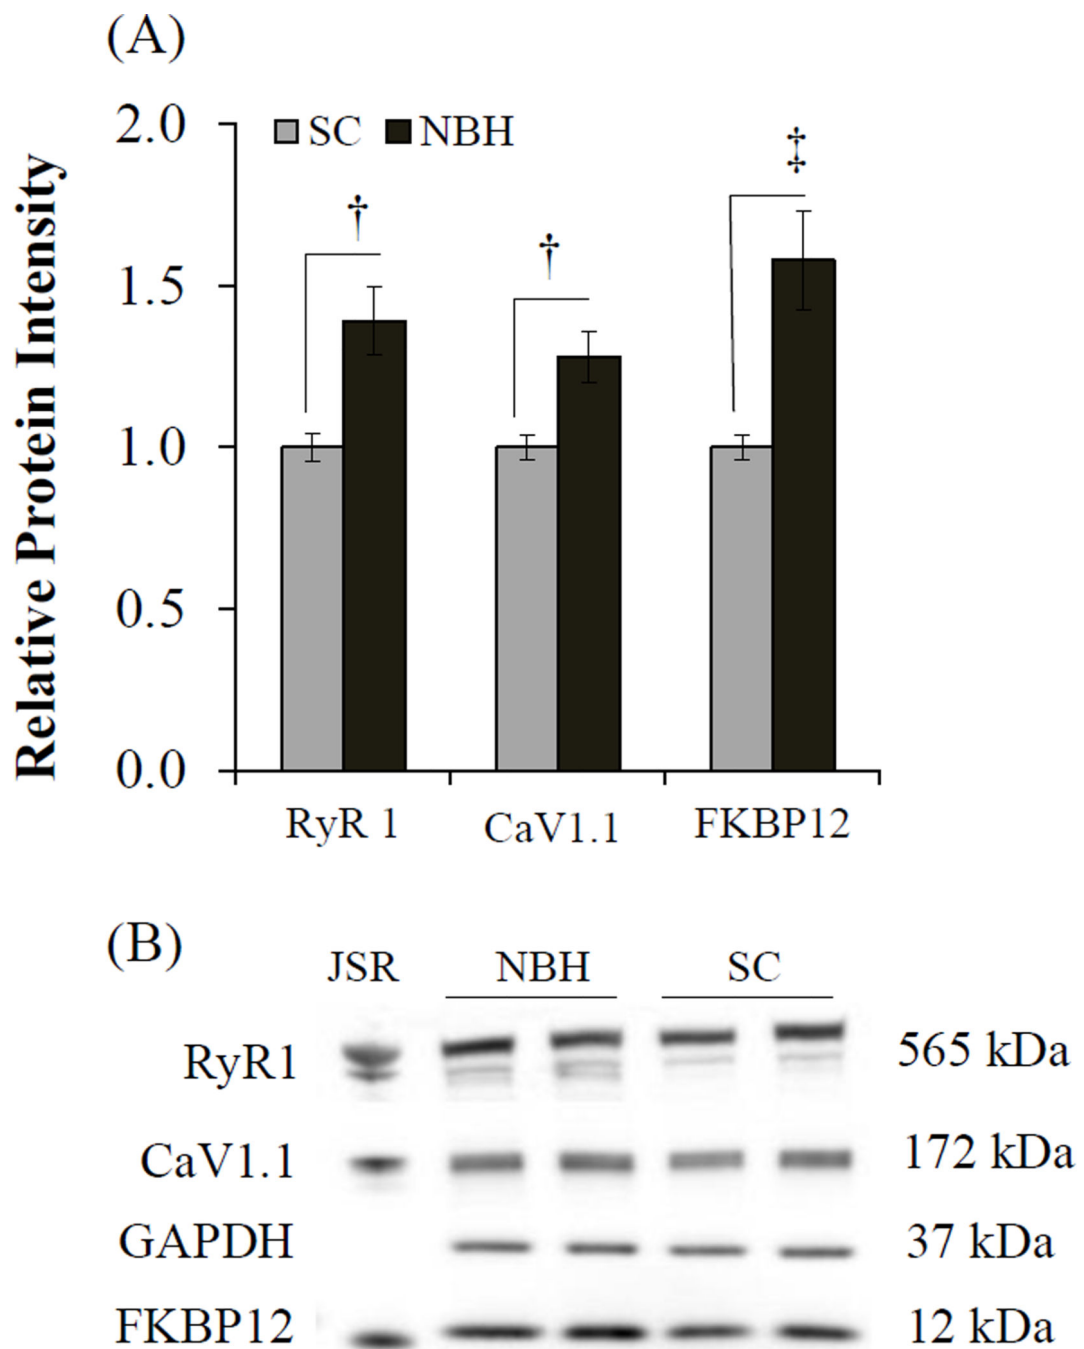 (A)
Relative Protein Intensity
2.0
1.5
1.0
0.5
0.0
SC NBH
†
†
‡
RyR 1 CaV1.1 FKBP12
(B)
JSR NBH SC
RyR1 565 kDa
CaV1.1 172 kDa
GAPDH 37 kDa
FKBP12 12 kDa